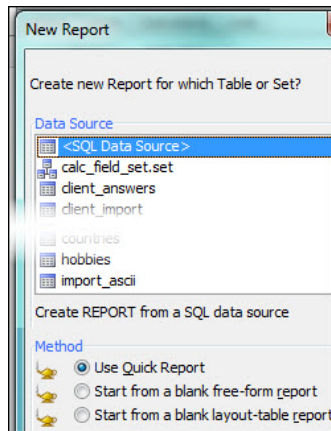 New Report
Create new Report for which Table or Set?
Data Source
<SQL Data Source>
calc_field_set.set
client_answers
client_import
countries
hobbies
import_ascii
Create REPORT from a SQL data source
Method
Use Quick Report
Start from a blank free-form report
Start from a blank layout-table report